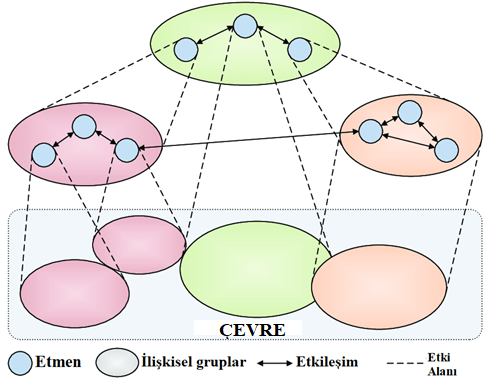 ÇEVRE
Etmen
İlişkisel gruplar
Etkileşim
Etki
Alanı